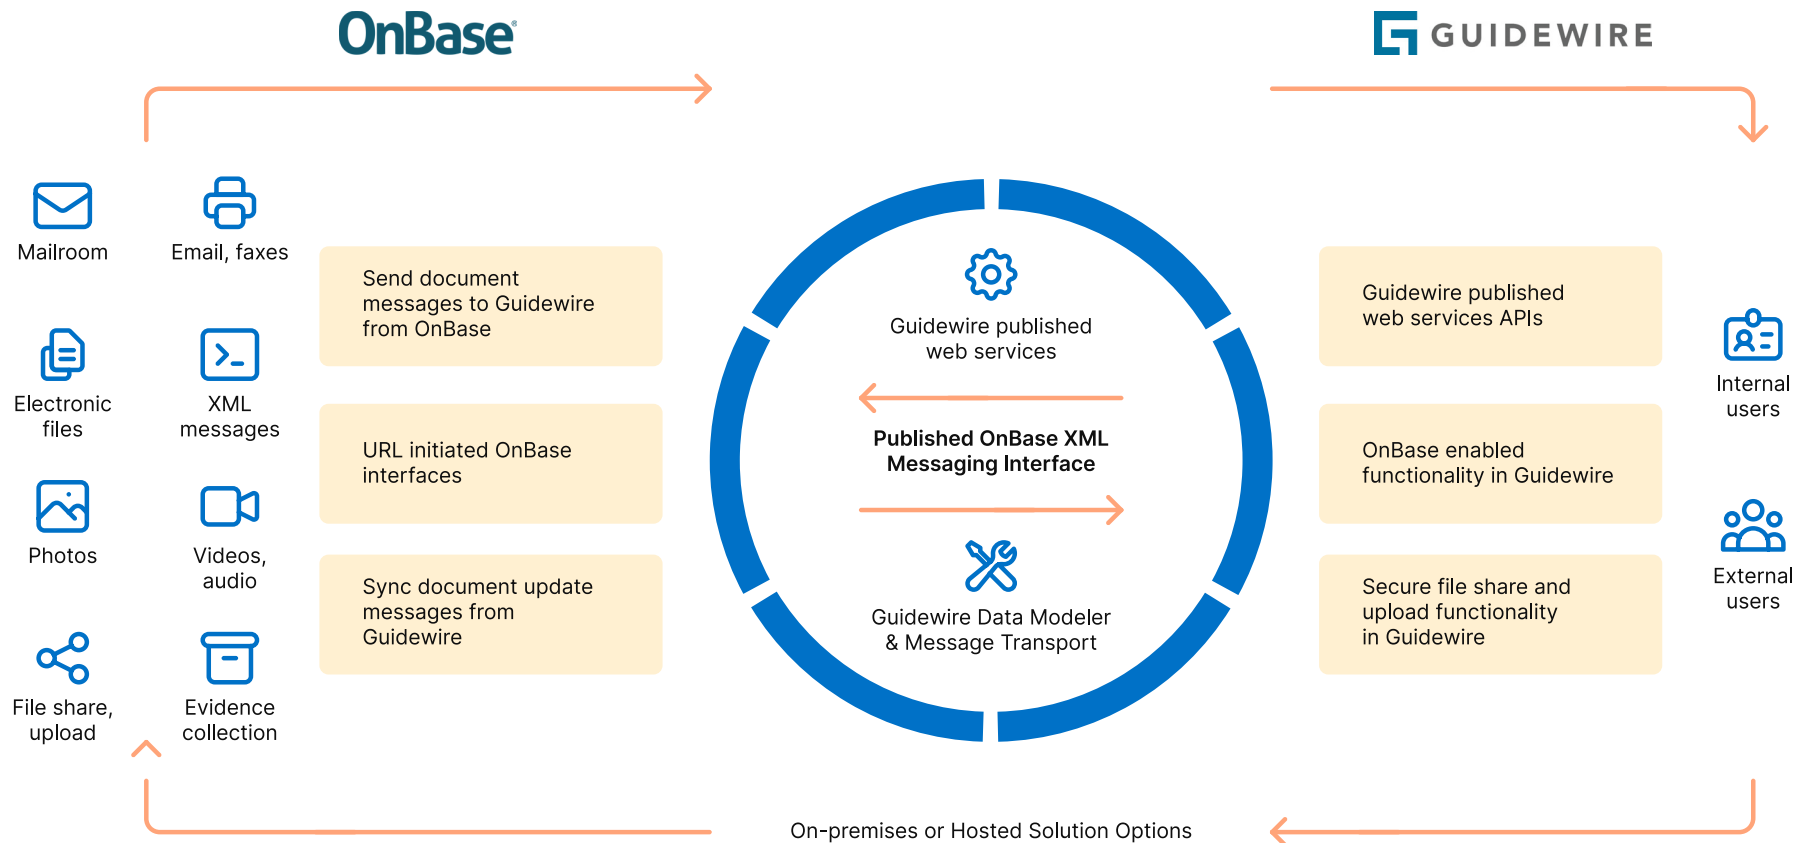 OnBase®
GUIDEWIRE
Mailroom
Email, faxes
Electronic
files
XML
messages
Photos
Videos,
audio
File share,
upload
Evidence
collection
Send document
messages to Guidewire
from OnBase
URL initiated OnBase
interfaces
Sync document update
messages from
Guidewire
Guidewire published
web services
Published OnBase XML
Messaging Interface
Guidewire Data Modeler
& Message Transport
Guidewire published
web services APIs
OnBase enabled
functionality in Guidewire
Secure file share and
upload functionality
in Guidewire
Internal
users
External
users
On-premises or Hosted Solution Options